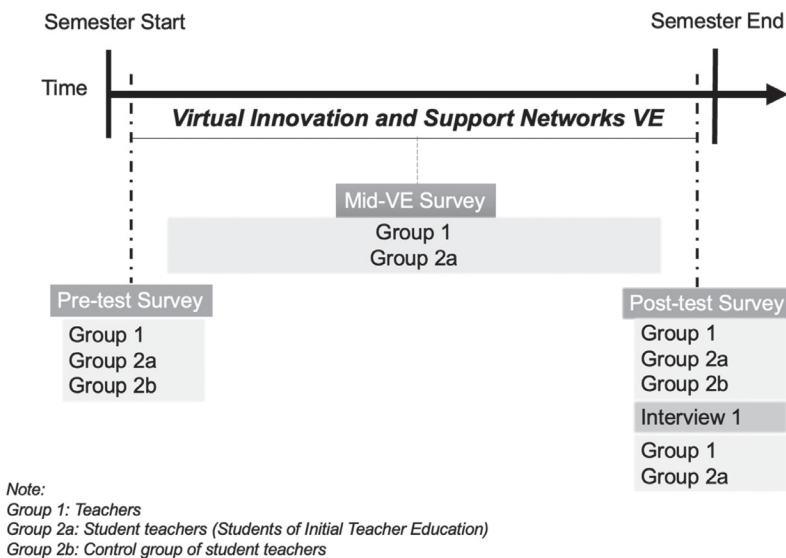 Semester Start
Semester End
Time
Virtual Innovation and Support Networks VE
Mid-VE Survey
Group 1
Group 2a
Pre-test Survey
Group 1
Group 2a
Group 2b
Post-test Survey
Group 1
Group 2a
Group 2b
Interview 1
Group 1
Group 2a
Note:
Group 1: Teachers
Group 2a: Student teachers (Students of Initial Teacher Education)
Group 2b: Control group of student teachers